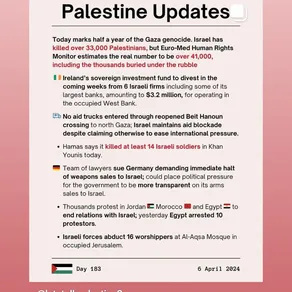 Palestine Updates
Today marks half a year of the Gaza genocide. Israel has
killed over 33,000 Palestinians, but Euro-Med Human Rights
Monitor estimates the real number to be over 41,000,
including the thousands buried under the rubble
Ireland's sovereign investment fund to divest in the
coming weeks from 6 Israeli firms including some of its
largest banks, amounting to $3.2 million, for operating in
the occupied West Bank.
No aid trucks entered through reopened Beit Hanoun
crossing to north Gaza; Israel maintains aid blockade
despite claiming otherwise to ease international pressure.
• Hamas says it killed at least 14 Israeli soldiers in Khan
Younis today.
Team of lawyers sue Germany demanding immediate halt
of weapons sales to Israel; could place political pressure
for the government to be more transparent on its arms
sales to Israel.
• Thousands protest in Jordan Morocco and Egypt to
end relations with Israel; yesterday Egypt arrested 10
protestors.
• Israeli forces abduct 16 worshippers at Al-Aqsa Mosque in
occupied Jerusalem.
Day 183
6 April 2024